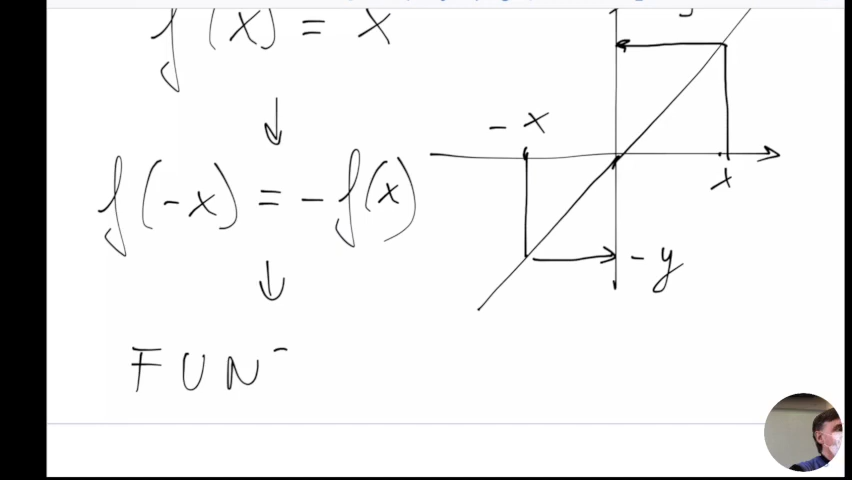 f(x) = x
- x
x
f(-x) = - f(x)
- y
FUN